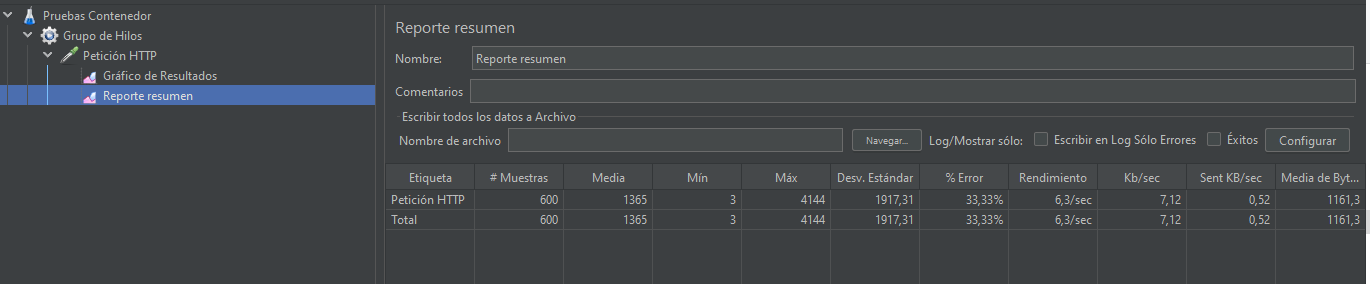 Pruebas Contenedor
Grupo de Hilos
Petición HTTP
Gráfico de Resultados
Reporte resumen
Reporte resumen
Nombre: Reporte resumen
Comentarios
Escribir todos los datos a Archivo
Nombre de archivo Navegar... Log/Mostrar sólo: Escribir en Log Sólo Errores Éxitos Configurar
Etiqueta # Muestras Media Mín Máx Desv. Estándar % Error Rendimiento Kb/sec Sent KB/sec Media de Byt...
Petición HTTP 600 1365 3 4144 1917,31 33,33% 6,3/sec 7,12 0,52 1161,3
Total 600 1365 3 4144 1917,31 33,33% 6,3/sec 7,12 0,52 1161,3